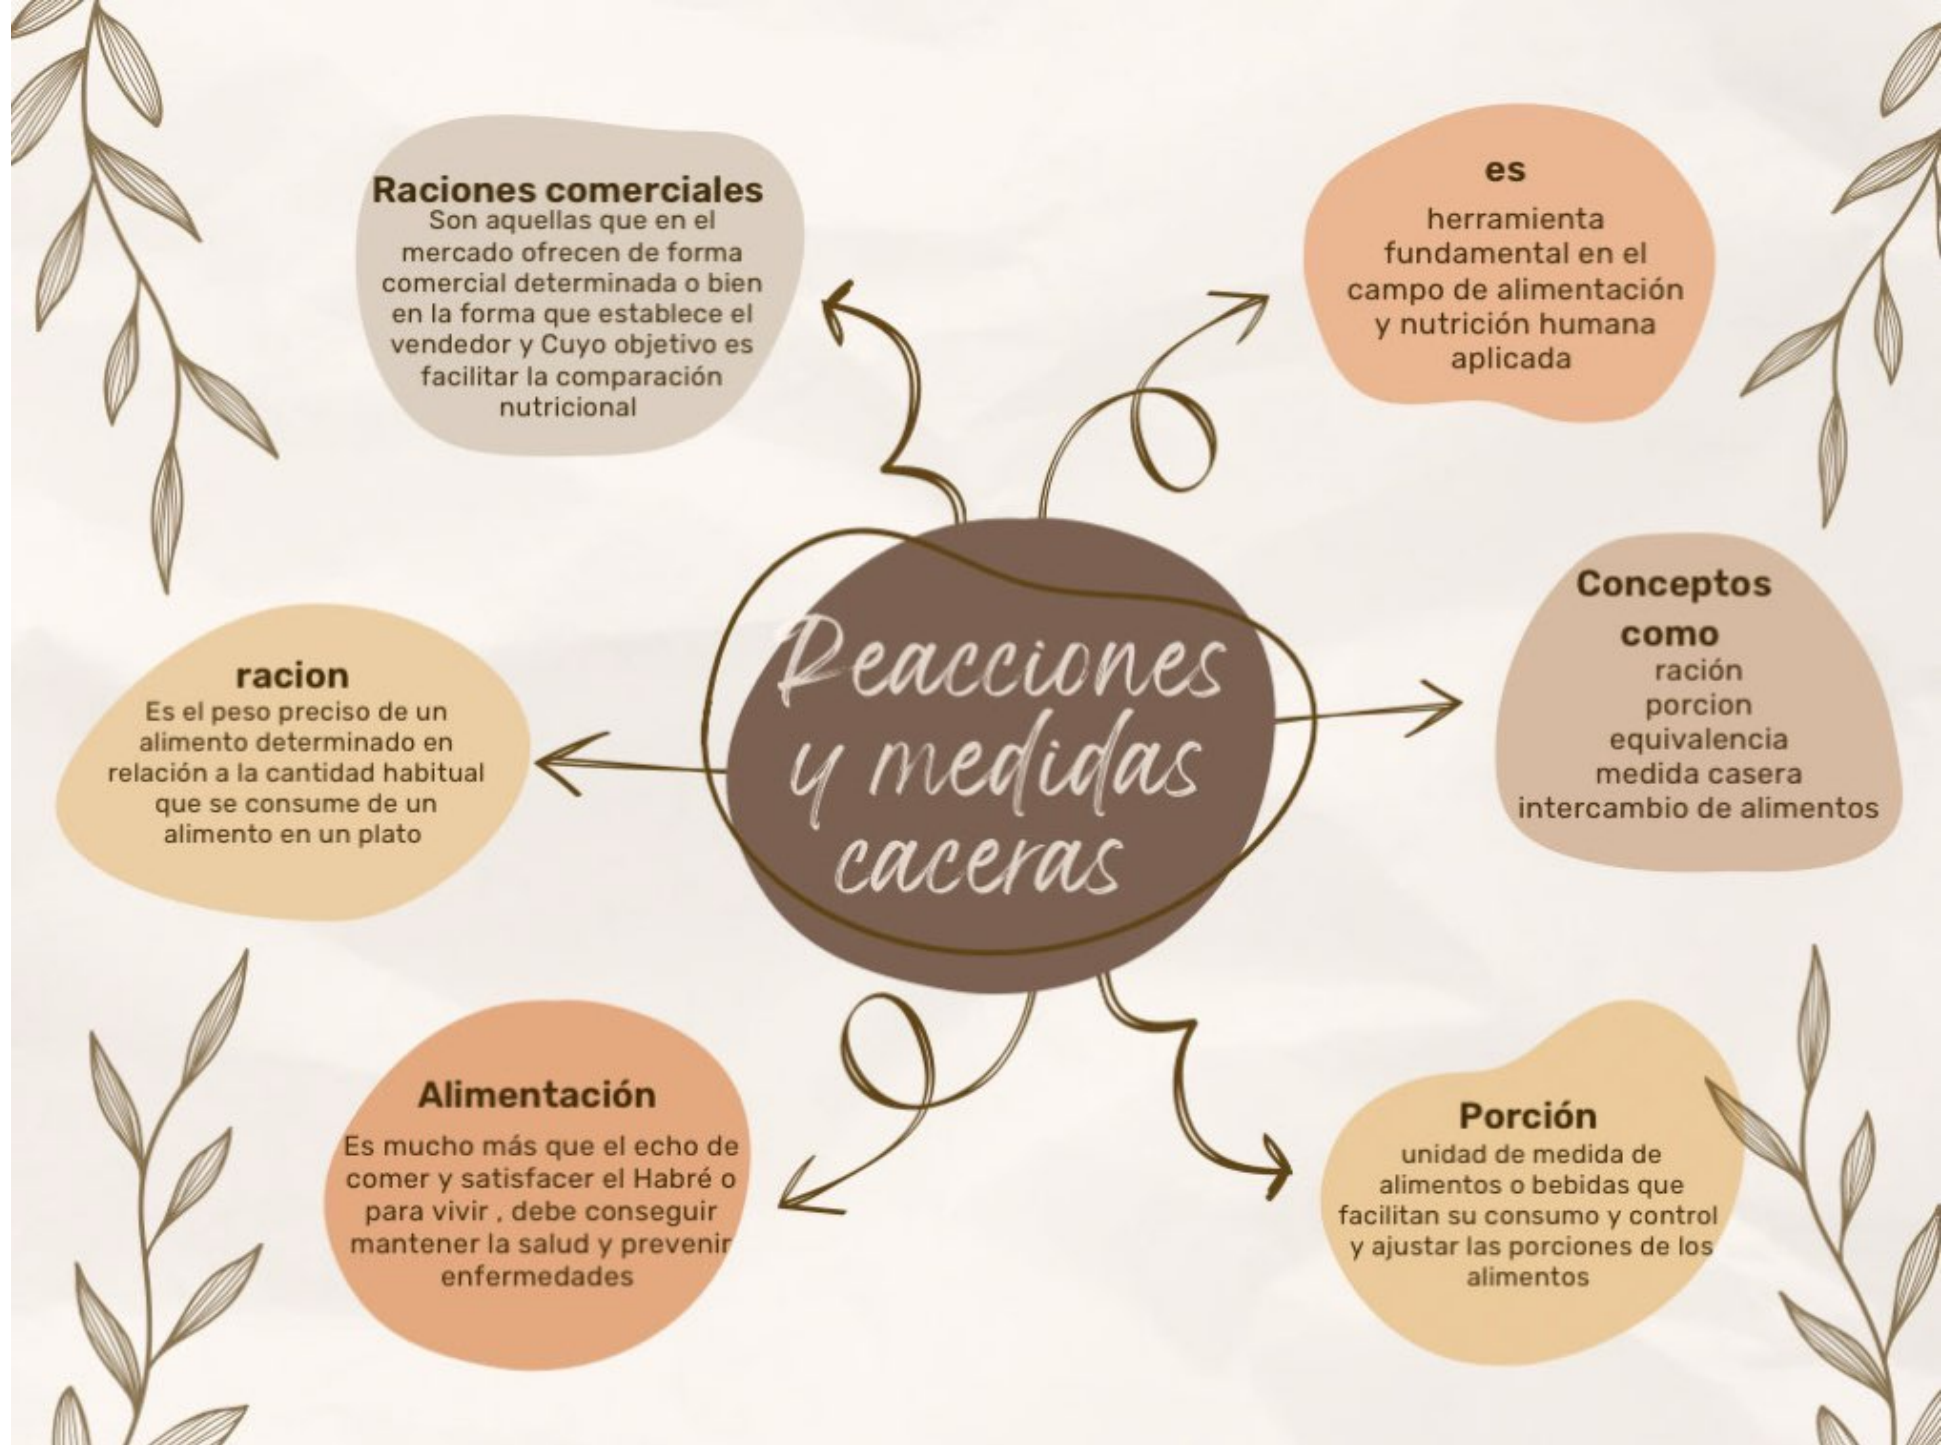 Raciones comerciales
Son aquellas que en el
mercado ofrecen de forma
comercial determinada o bien
en la forma que establece el
vendedor y Cuyo objetivo es
facilitar la comparación
nutricional
es
herramienta
fundamental en el
campo de alimentación
y nutrición humana
aplicada
Reacciones
y medidas
caceras
racion
Es el peso preciso de un
alimento determinado en
relación a la cantidad habitual
que se consume de un
alimento en un plato
Conceptos
como
ración
porcion
equivalencia
medida casera
intercambio de alimentos
Alimentación
Es mucho más que el echo de
comer y satisfacer el Habré o
para vivir , debe conseguir
mantener la salud y prevenir
enfermedades
Porción
unidad de medida de
alimentos o bebidas que
facilitan su consumo y control
y ajustar las porciones de los
alimentos